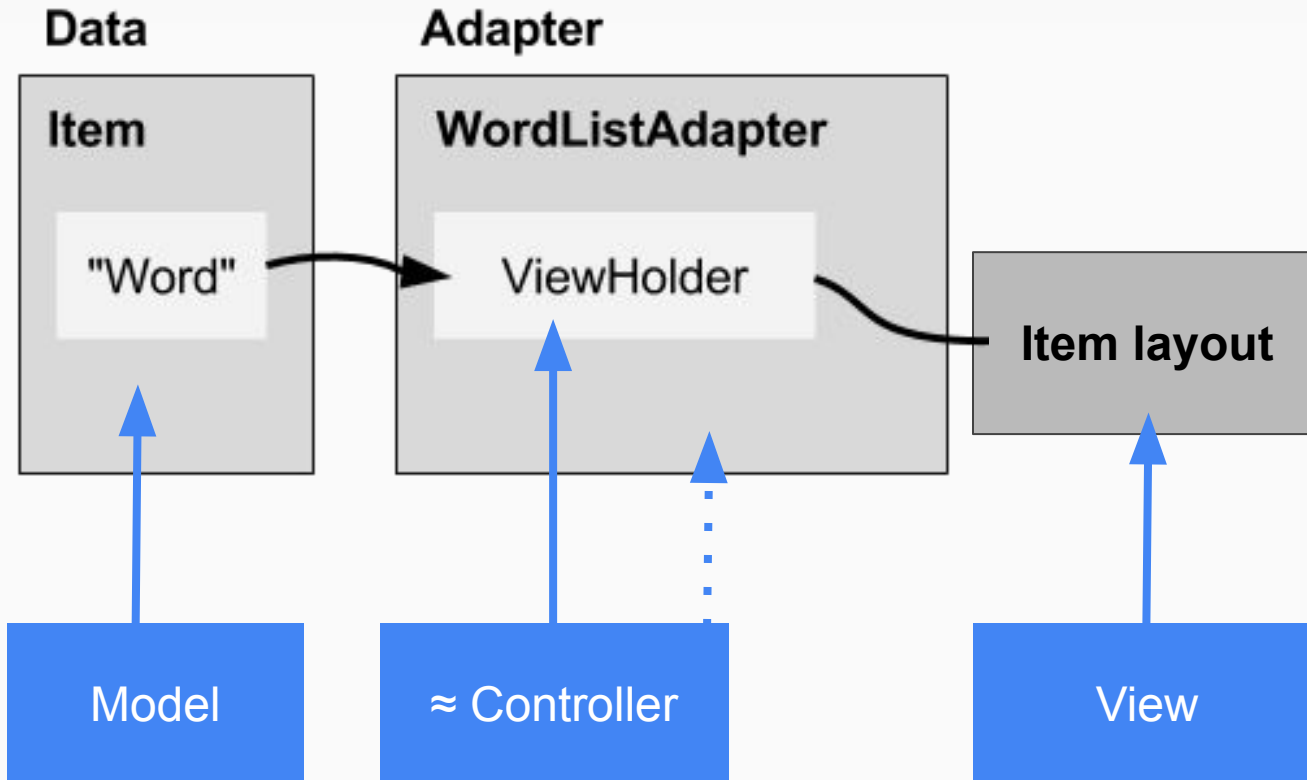 Data
Adapter
Item
WordListAdapter
"Word"
ViewHolder
Item layout
Model
≈ Controller
View